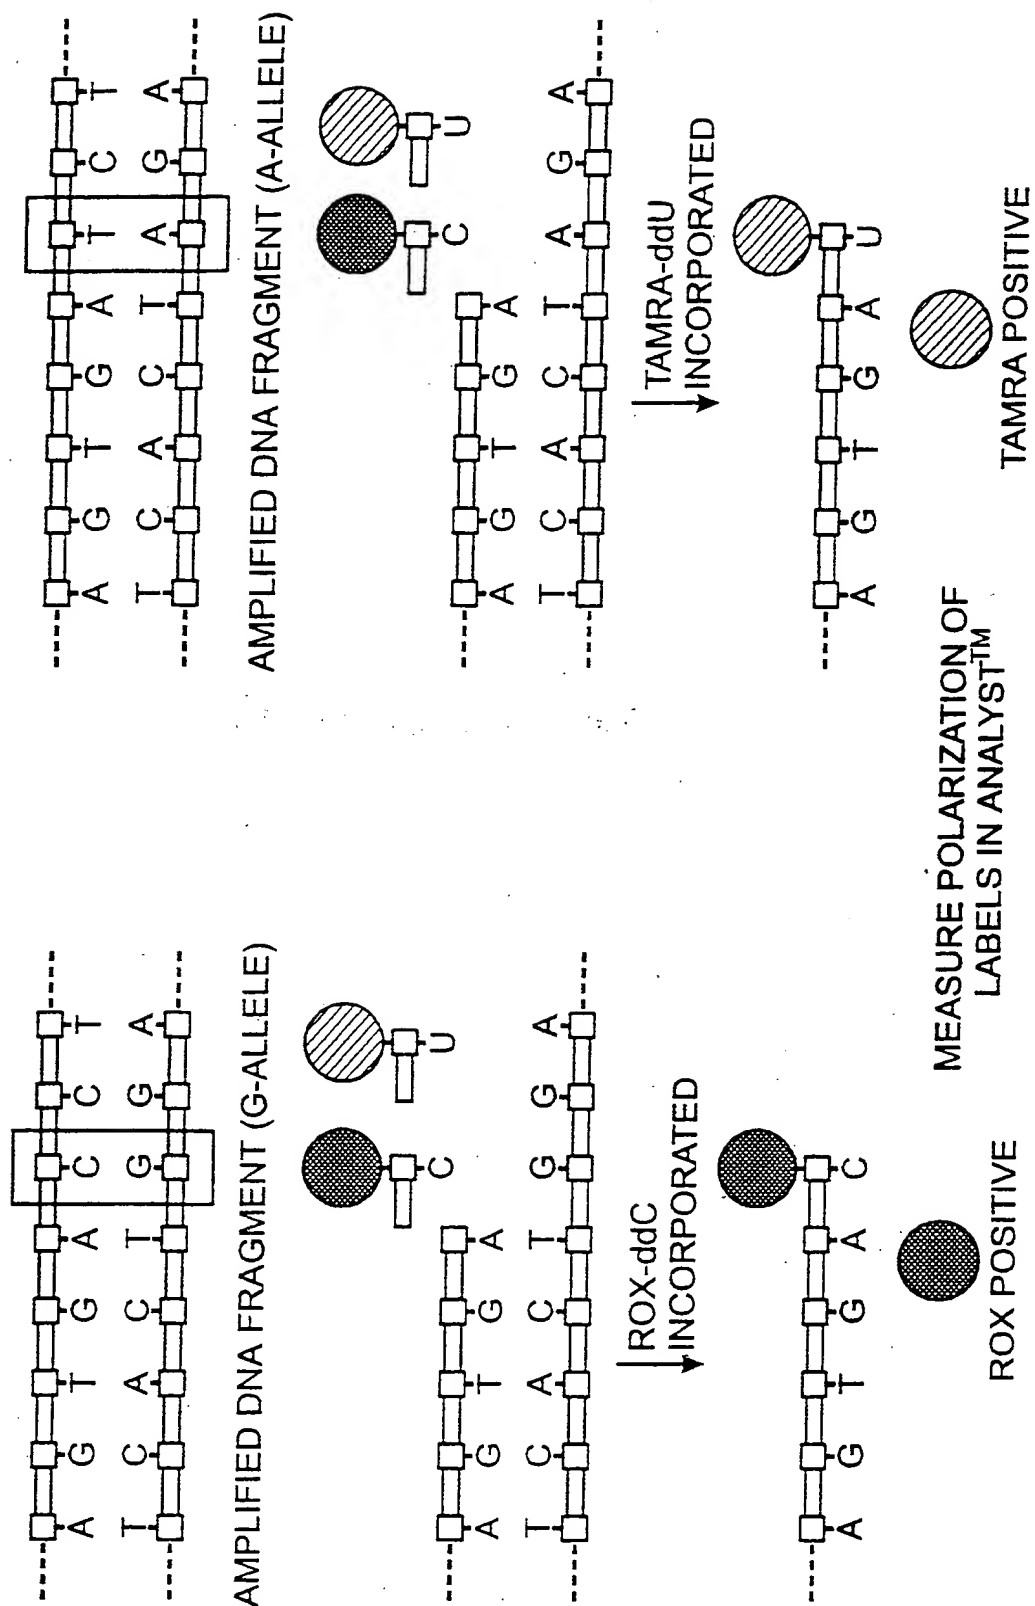 A G T G A C C T
T C A C T G G A
AMPLIFIED DNA FRAGMENT (G-ALLELE)
C U
A G T G A
T C A C T G G A
ROX-ddC
INCORPORATED
A G T G A C
ROX POSITIVE
MEASURE POLARIZATION OF
LABELS IN ANALYST™
A G T G A T C T
T C A C T A G A
AMPLIFIED DNA FRAGMENT (A-ALLELE)
C U
A G T G A
T C A C T A G A
TAMRA-ddU
INCORPORATED
A G T G A U
TAMRA POSITIVE